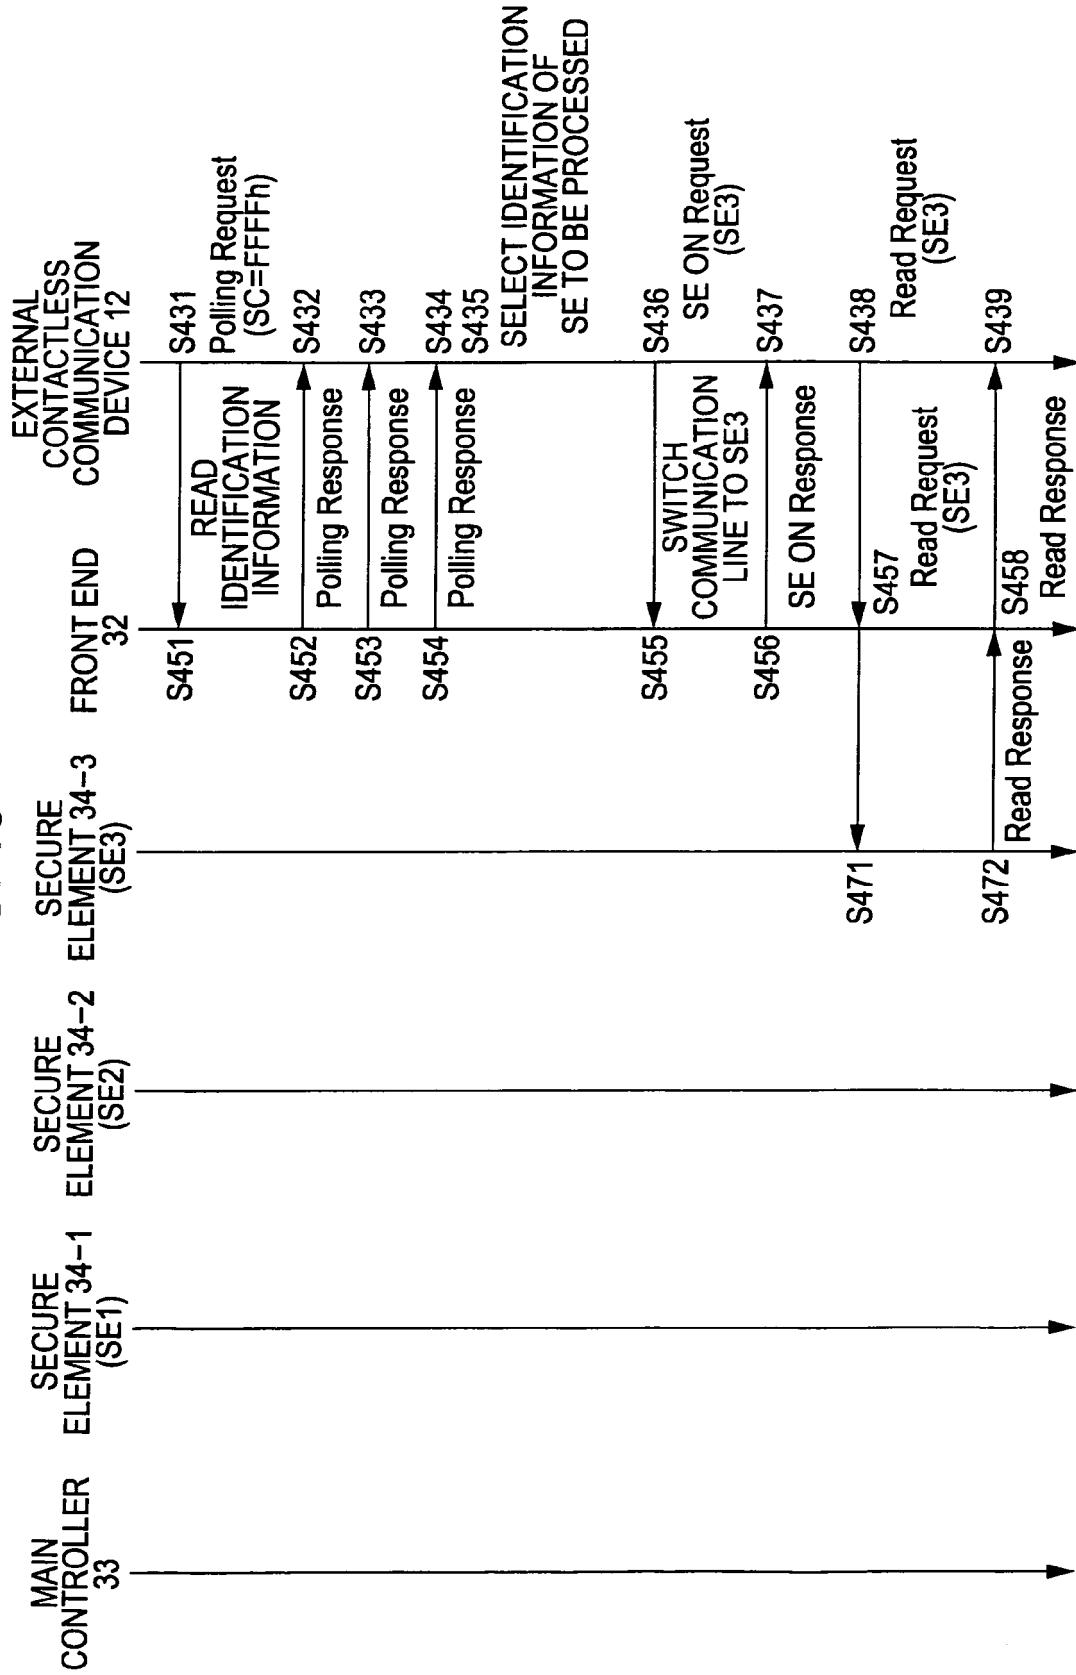 MAIN
CONTROLLER
33
SECURE
ELEMENT 34-1
(SE1)
SECURE
ELEMENT 34-2
(SE2)
SECURE
ELEMENT 34-3
(SE3)
FRONT END
32
EXTERNAL
CONTACTLESS
COMMUNICATION
DEVICE 12
S451
S431
READ
IDENTIFICATION
INFORMATION
Polling Request
(SC=FFFFh)
S452
S432
Polling Response
S453
S433
Polling Response
S454
S434
Polling Response
S435
SELECT IDENTIFICATION
INFORMATION OF
SE TO BE PROCESSED
S455
S436
SWITCH
COMMUNICATION
LINE TO SE3
SE ON Request
(SE3)
S456
S437
SE ON Response
S471
S457
S438
Read Request
(SE3)
Read Request
(SE3)
S472
S458
S439
Read Response
Read Response